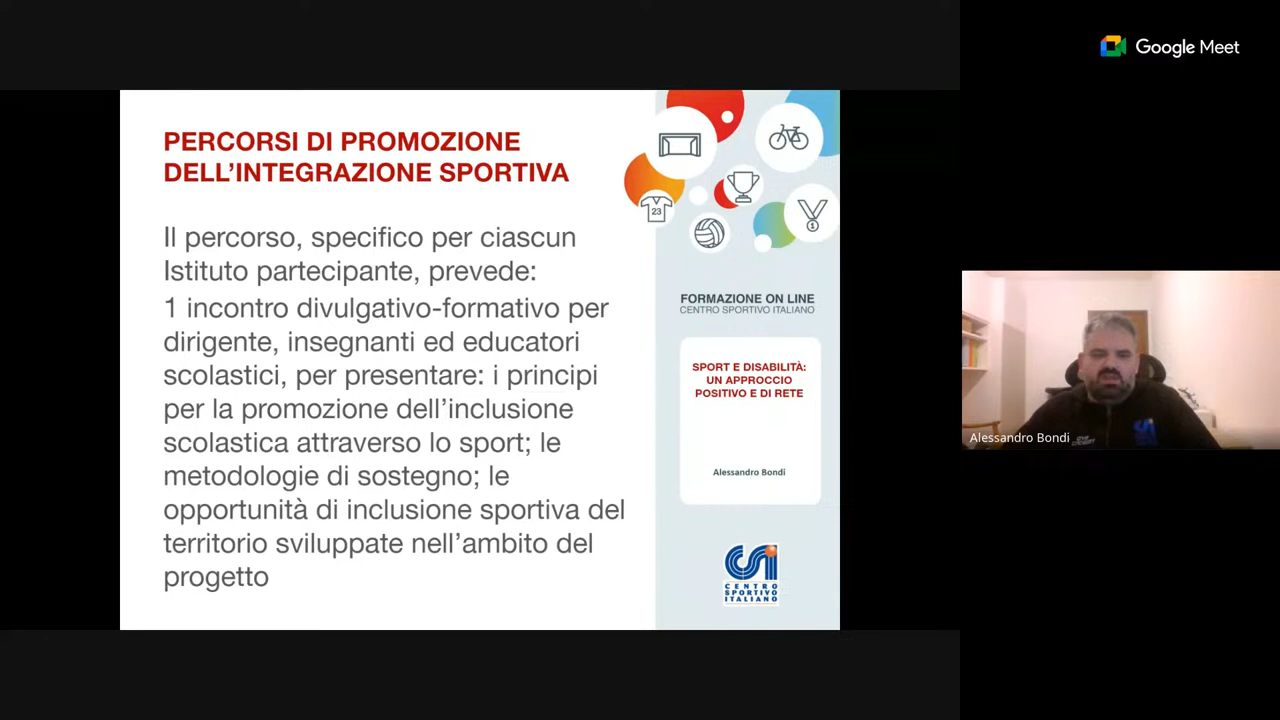 Google Meet
PERCORSI DI PROMOZIONE
DELL'INTEGRAZIONE SPORTIVA
Il percorso, specifico per ciascun
Istituto partecipante, prevede:
1 incontro divulgativo-formativo per
dirigente, insegnanti ed educatori
scolastici, per presentare: i principi
per la promozione dell'inclusione
scolastica attraverso lo sport; le
metodologie di sostegno; le
opportunità di inclusione sportiva del
territorio sviluppate nell'ambito del
progetto
23
1
FORMAZIONE ON LINE
CENTRO SPORTIVO ITALIANO
SPORT E DISABILITÀ:
UN APPROCCIO
POSITIVO E DI RETE
Alessandro Bondi
CSI
CENTRO
SPORTIVO
ITALIANO
Alessandro Bondi